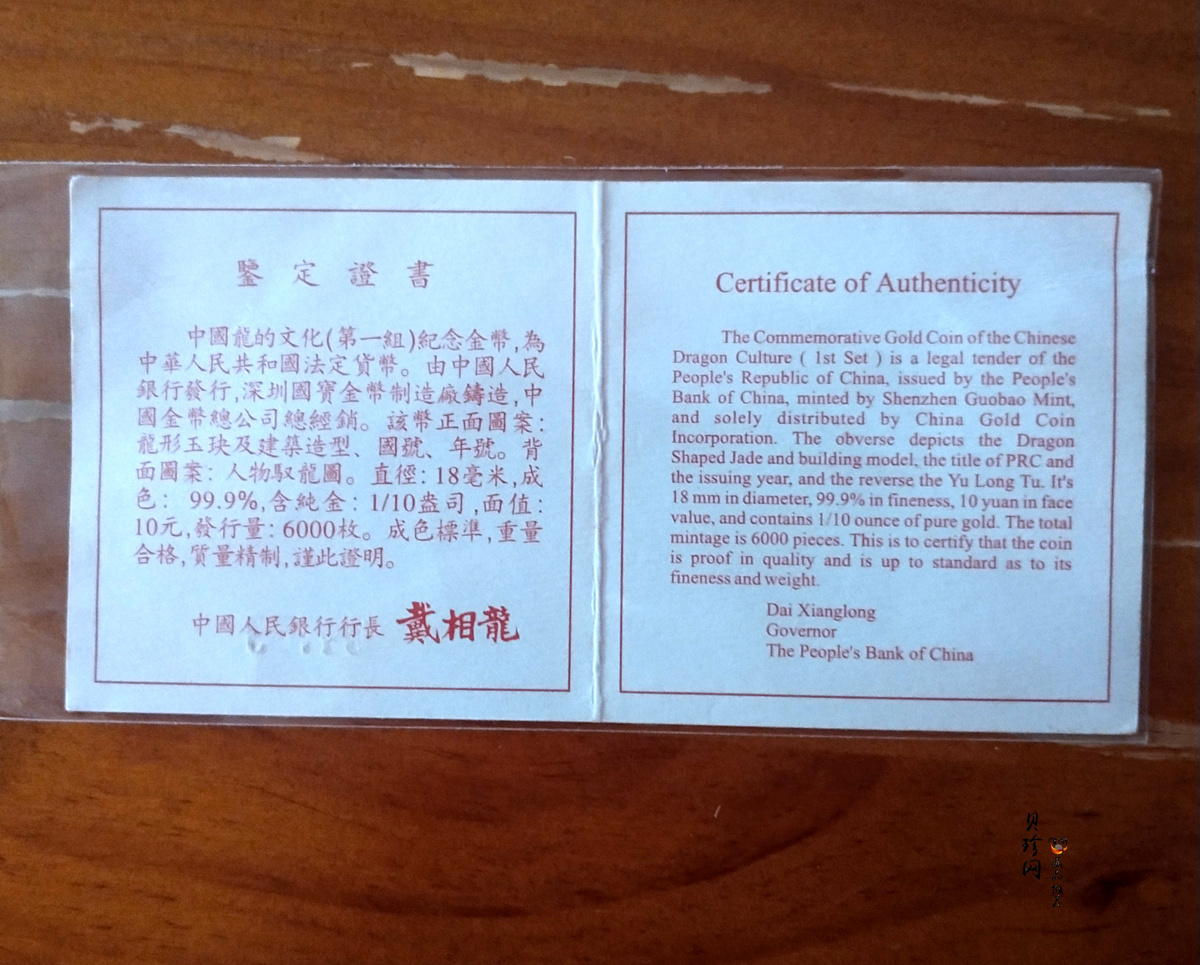 鑒定證書
中國龍的文化(第一組)紀念金幣,為
中華人民共和國法定貨幣。由中國人民
銀行發行,深圳國寶金幣制造廠鑄造,中
國金幣總公司總經銷。該幣正面圖案:
龍形玉玦及建築造型、國號、年號。背
面圖案:人物馭龍圖。直徑:18毫米,成
色: 99.9%,含純金: 1/10盎司,面值:
10元,發行量: 6000枚。成色標準,重量
合格,質量精制,謹此證明。
中國人民銀行行長 戴相龍
Certificate of Authenticity
The Commemorative Gold Coin of the Chinese
Dragon Culture ( 1st Set ) is a legal tender of the
People's Republic of China, issued by the People's
Bank of China, minted by Shenzhen Guobao Mint,
and solely distributed by China Gold Coin
Incorporation. The obverse depicts the Dragon
Shaped Jade and building model, the title of PRC and
the issuing year, and the reverse the Yu Long Tu. It's
18 mm in diameter, 99.9% in fineness, 10 yuan in face
value, and contains 1/10 ounce of pure gold. The total
mintage is 6000 pieces. This is to certify that the coin
is proof in quality and is up to standard as to its
fineness and weight.
Dai Xianglong
Governor
The People's Bank of China
贝珍网